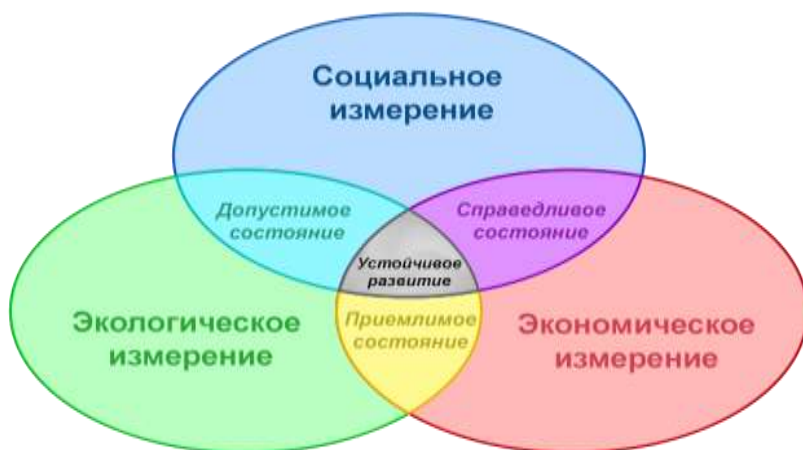 Социальное
измерение
Допустимое
состояние
Справедливое
состояние
Устойчивое
развитие
Экологическое
измерение
Приемлимое
состояние
Экономическое
измерение